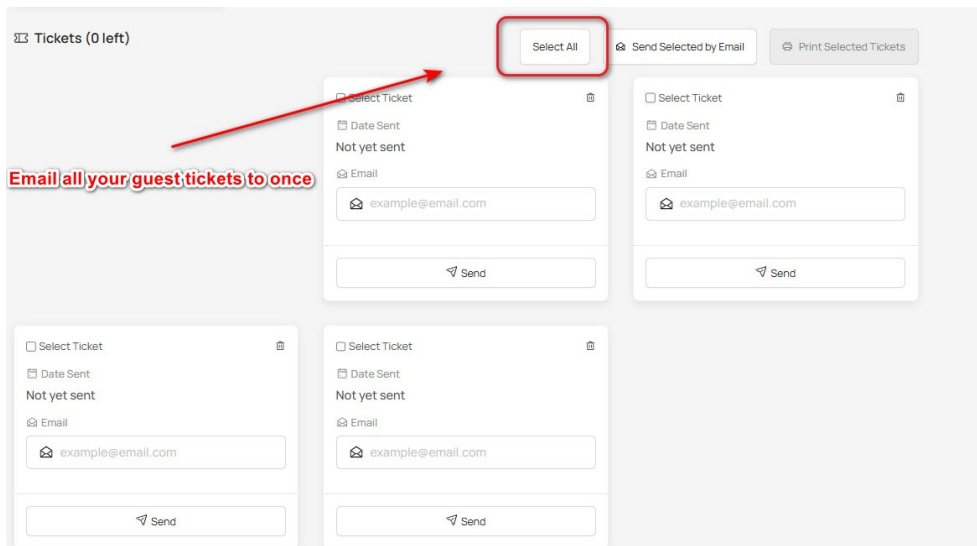 Tickets (0 left)
Select All
Send Selected by Email
Print Selected Tickets
Email all your guest tickets to once
Select Ticket
Date Sent
Not yet sent
Email
example@email.com
Send
Select Ticket
Date Sent
Not yet sent
Email
example@email.com
Send
Select Ticket
Date Sent
Not yet sent
Email
example@email.com
Send
Select Ticket
Date Sent
Not yet sent
Email
example@email.com
Send